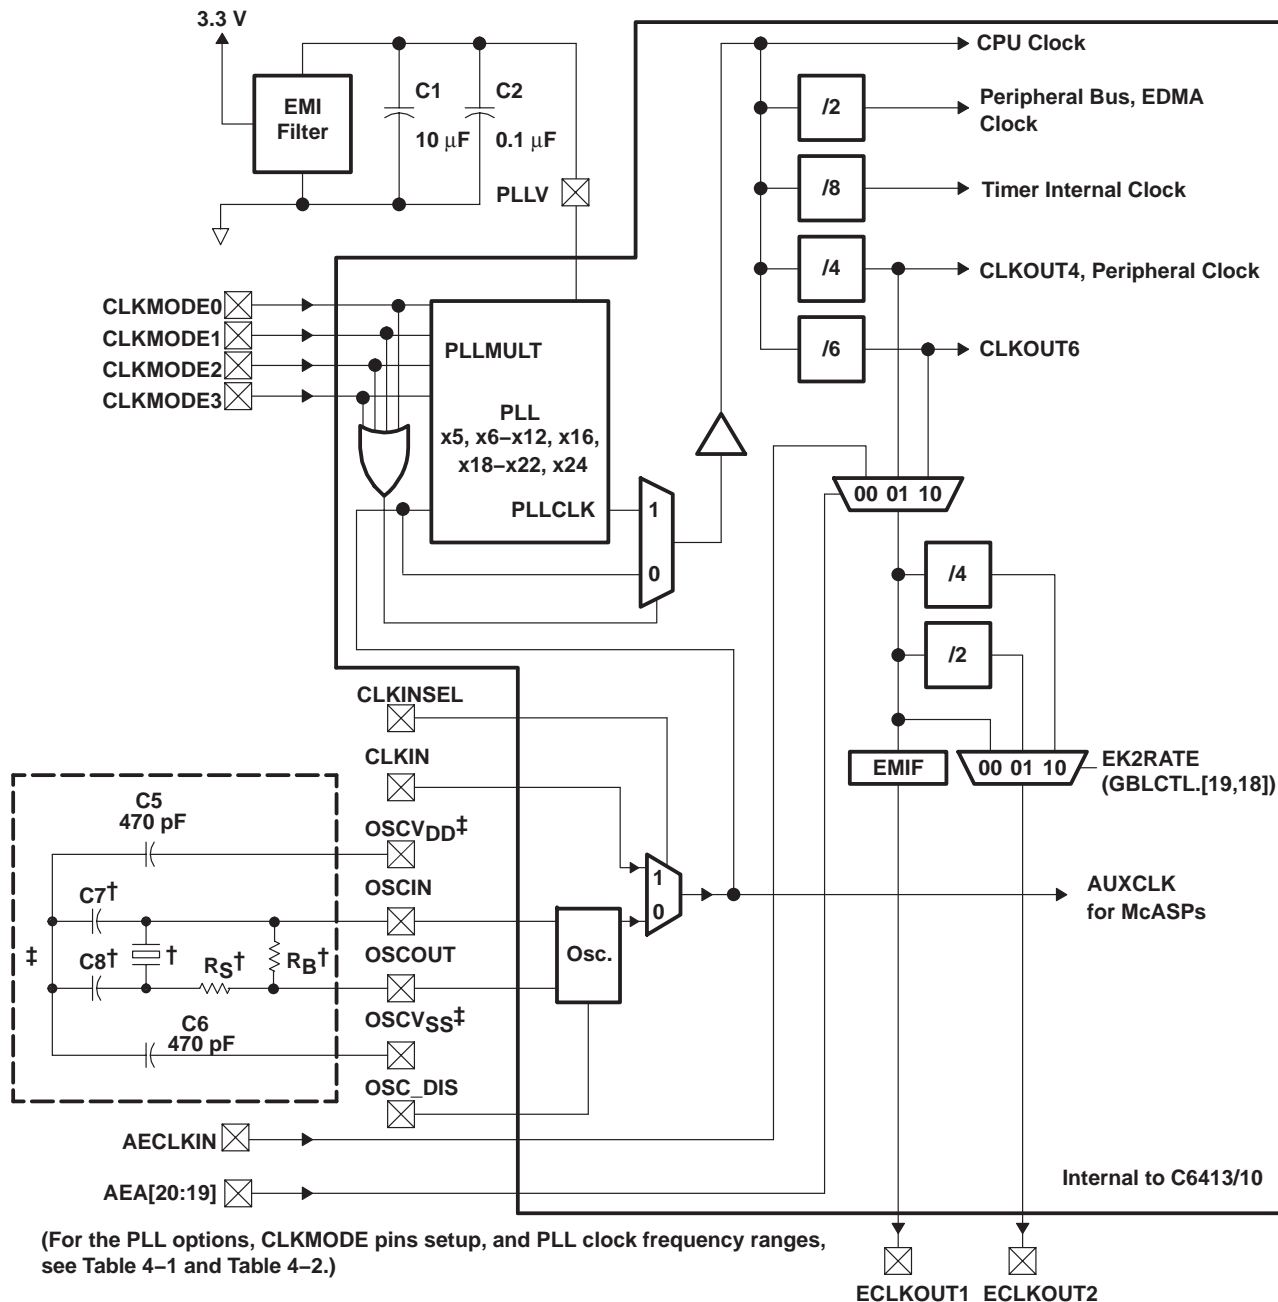 3.3 V
EMI
Filter
C1
10 μF
C2
0.1 μF
PLLV
CPU Clock
/2
Peripheral Bus, EDMA
Clock
/8
Timer Internal Clock
/4
CLKOUT4, Peripheral Clock
/6
CLKOUT6
CLKMODE0
CLKMODE1
CLKMODE2
CLKMODE3
PLLMULT
PLL
x5, x6–x12, x16,
x18–x22, x24
PLLCLK
1
0
00 01 10
/4
/2
EMIF
00 01 10
EK2RATE
(GBLCTL.[19,18])
CLKINSEL
CLKIN
OSCVDD‡
OSCIN
OSCOUT
OSCVSS‡
OSC_DIS
C5
470 pF
C7†
‡
C8†
†
RS†
RB†
C6
470 pF
Osc.
1
0
AUXCLK
for McASPs
AECLKIN
AEA[20:19]
Internal to C6413/10
(For the PLL options, CLKMODE pins setup, and PLL clock frequency ranges,
see Table 4–1 and Table 4–2.)
ECLKOUT1 ECLKOUT2